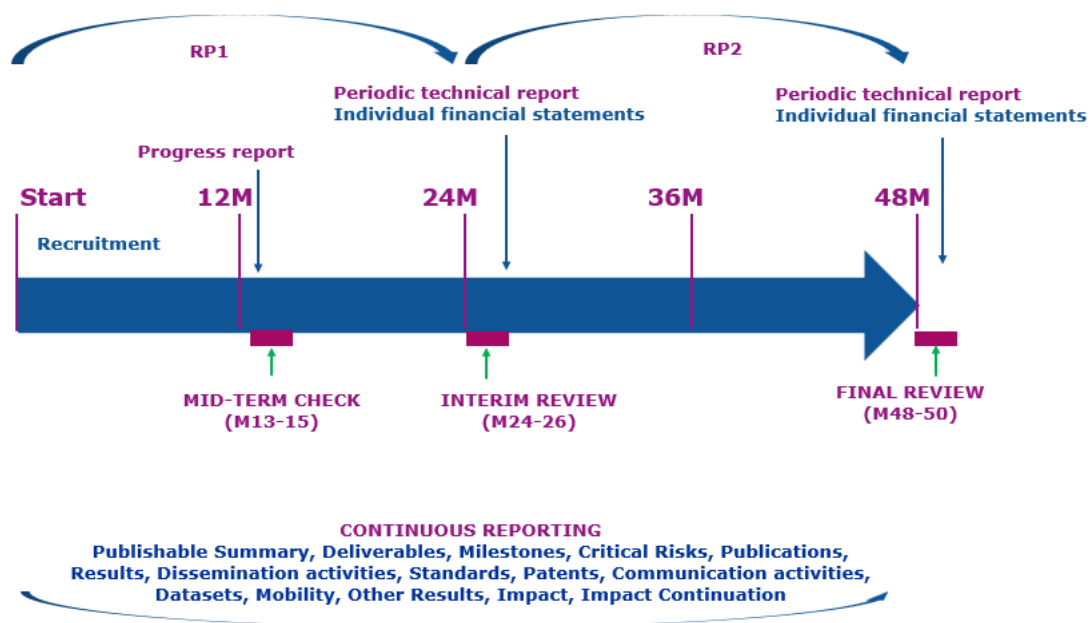 RP1
RP2
Periodic technical report
Individual financial statements
Periodic technical report
Individual financial statements
Progress report
Start
12M
24M
36M
48M
Recruitment
MID-TERM CHECK
(M13-15)
INTERIM REVIEW
(M24-26)
FINAL REVIEW
(M48-50)
CONTINUOUS REPORTING
Publishable Summary, Deliverables, Milestones, Critical Risks, Publications,
Results, Dissemination activities, Standards, Patents, Communication activities,
Datasets, Mobility, Other Results, Impact, Impact Continuation